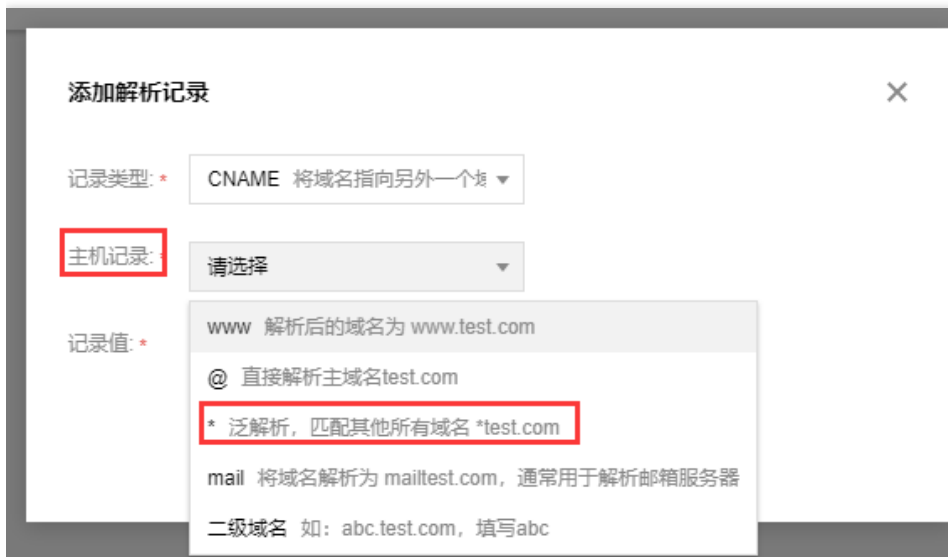 添加解析记录
记录类型: * CNAME 将域名指向另外一个
主机记录: 请选择
www 解析后的域名为 www.test.com
记录值: *
@ 直接解析主域名test.com
* 泛解析，匹配其他所有域名 *test.com
mail 将域名解析为 mailtest.com，通常用于解析邮箱服务器
二级域名 如：abc.test.com，填写abc